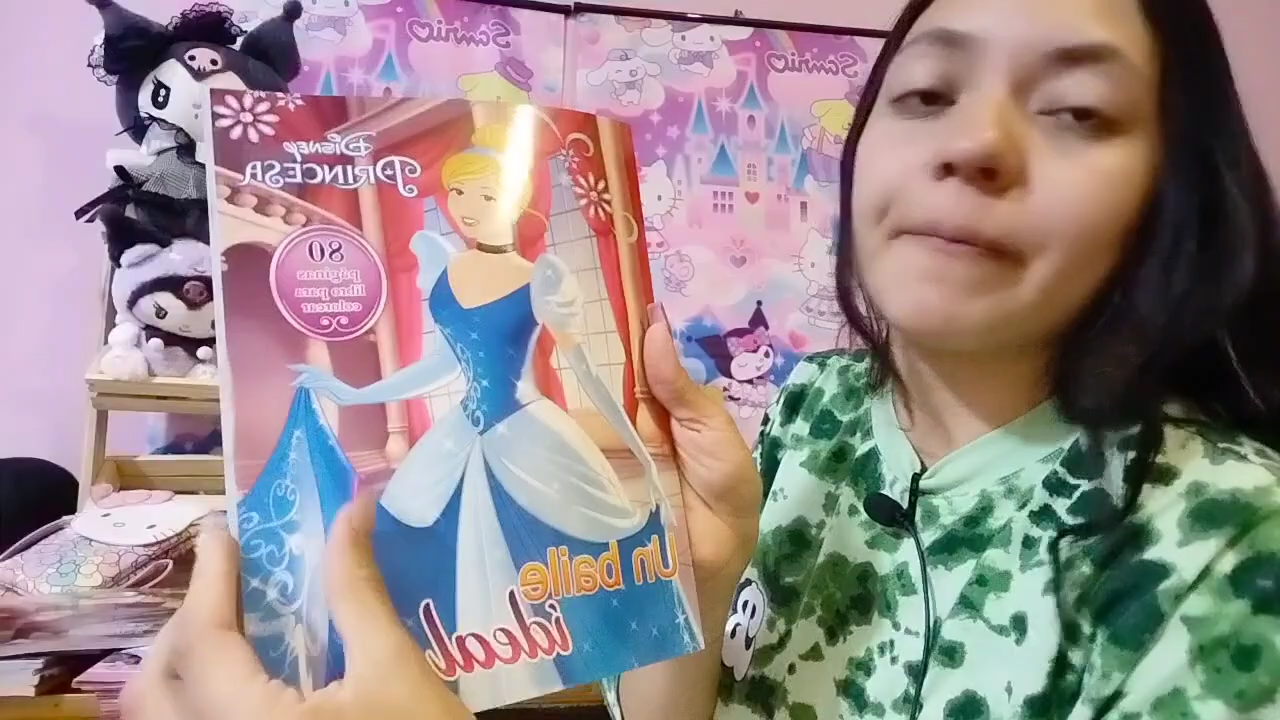 Sanrio
Sanrio
Disney
PRINCESA
80
páginas
libro para
colorear
Un baile
ideal
B